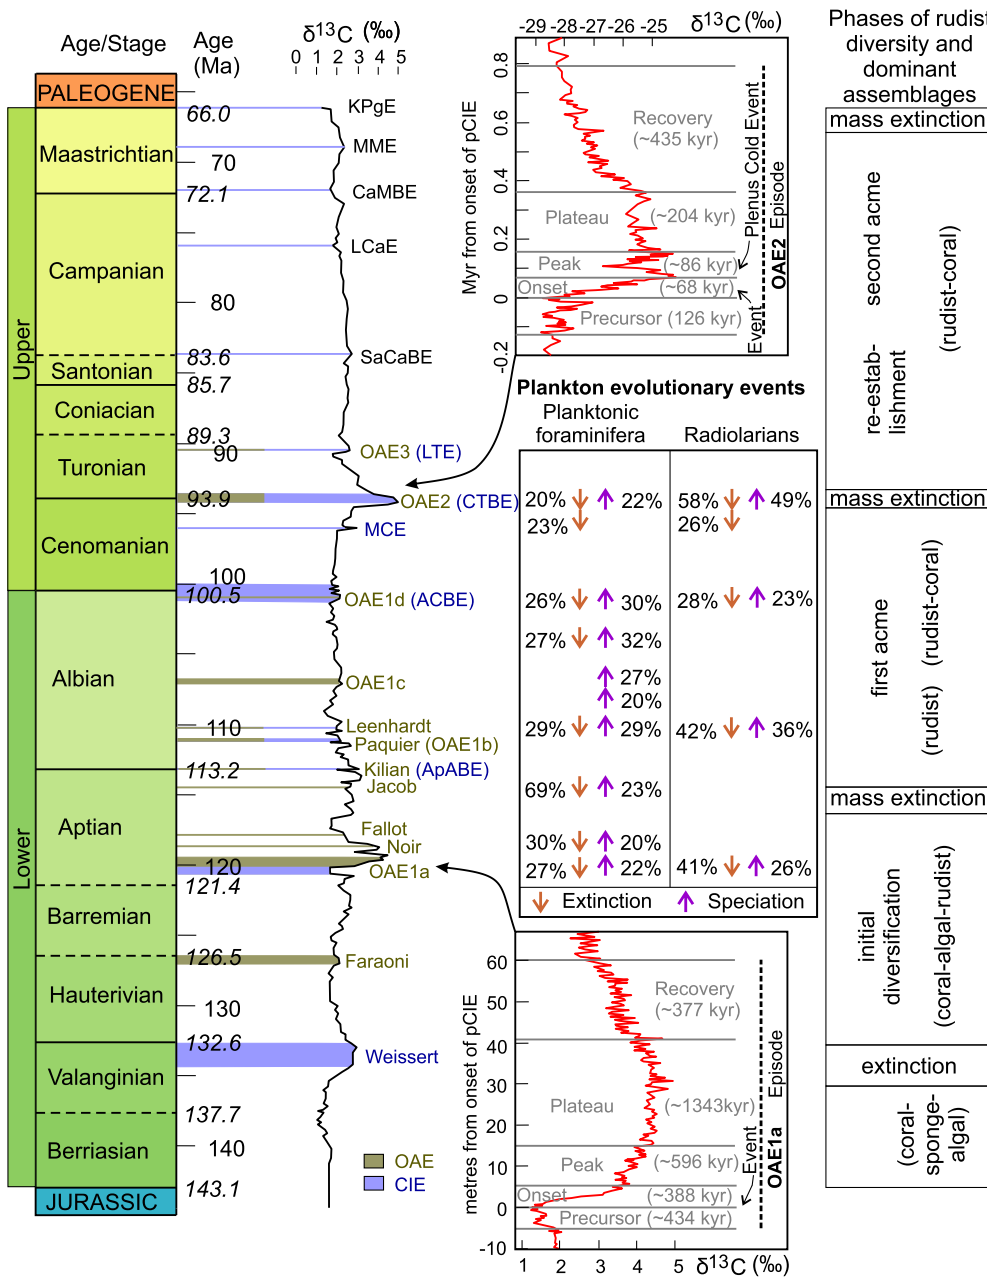 Age/Stage
Age
(Ma)
δ¹³C (‰)
0 1 2 3 4 5
PALEOGENE
66.0
KPgE
Maastrichtian
MME
70
72.1
CaMBE
LCaE
Campanian
80
83.6
SaCaBE
Santonian
85.7
Coniacian
89.3
OAE3 (LTE)
90
Turonian
93.9
OAE2 (CTBE)
MCE
Cenomanian
100
100.5
OAE1d (ACBE)
Albian
OAE1c
110
Leenhardt
Paquier (OAE1b)
113.2
Kilian (ApABE)
Jacob
Aptian
Fallot
Noir
120
OAE1a
121.4
Barremian
126.5
Faraoni
Hauterivian
130
132.6
Weissert
Valanginian
137.7
Berriasian
140
143.1
JURASSIC
Upper
Lower
OAE
CIE
-29 -28 -27 -26 -25 δ¹³C (‰)
Myr from onset of pCIE
0.8
0.6
0.4
0.2
0
-0.2
Recovery
(~435 kyr)
Plateau (~204 kyr)
Peak (~86 kyr)
Onset (~68 kyr)
Precursor (126 kyr)
Plenus Cold Event
Event
Episode
OAE2
Plankton evolutionary events
Planktonic
foraminifera
Radiolarians
20% 22% 58% 49%
23% 26%
26% 30% 28% 23%
27% 32%
27%
20%
29% 29% 42% 36%
69% 23%
30% 20%
27% 22% 41% 26%
Extinction Speciation
metres from onset of pCIE
60
50
40
30
20
10
0
-10
Recovery
(~377 kyr)
Plateau (~1343kyr)
Peak (~596 kyr)
Onset (~388 kyr)
Precursor (~434 kyr)
Event
Episode
OAE1a
1 2 3 4 5 δ¹³C (‰)
Phases of rudist
diversity and
dominant
assemblages
mass extinction
second acme
(rudist-coral)
re-estab-
lishment
mass extinction
first acme
(rudist-coral)
(rudist)
mass extinction
initial
diversification
(coral-algal-rudist)
extinction
(coral-
sponge-
algal)